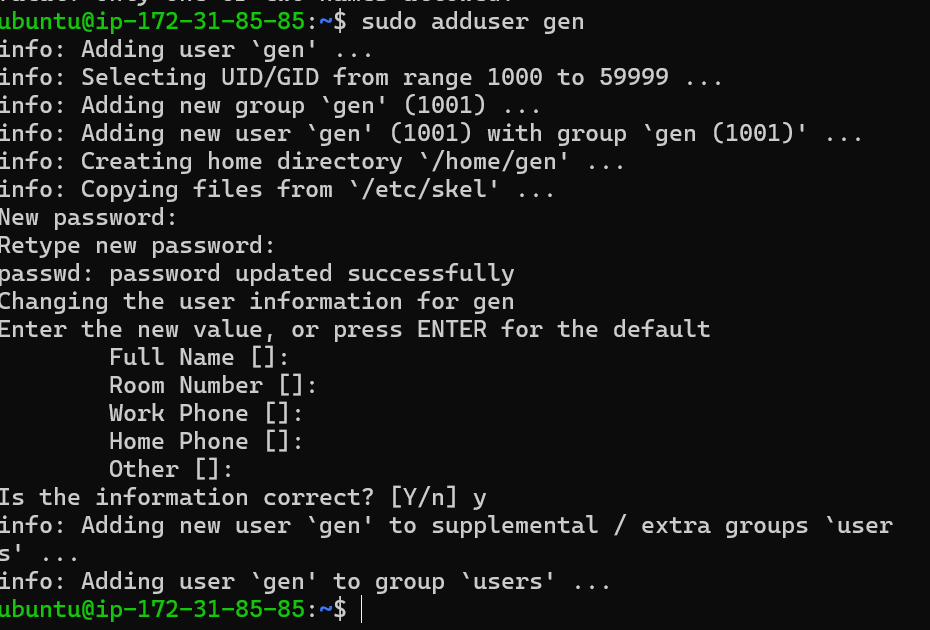 ubuntu@ip-172-31-85-85:~$ sudo adduser gen
info: Adding user `gen' ...
info: Selecting UID/GID from range 1000 to 59999 ...
info: Adding new group `gen' (1001) ...
info: Adding new user `gen' (1001) with group `gen (1001)' ...
info: Creating home directory `/home/gen' ...
info: Copying files from `/etc/skel' ...
New password:
Retype new password:
passwd: password updated successfully
Changing the user information for gen
Enter the new value, or press ENTER for the default
        Full Name []:
        Room Number []:
        Work Phone []:
        Home Phone []:
        Other []:
Is the information correct? [Y/n] y
info: Adding new user `gen' to supplemental / extra groups `user
s' ...
info: Adding user `gen' to group `users' ...
ubuntu@ip-172-31-85-85:~$